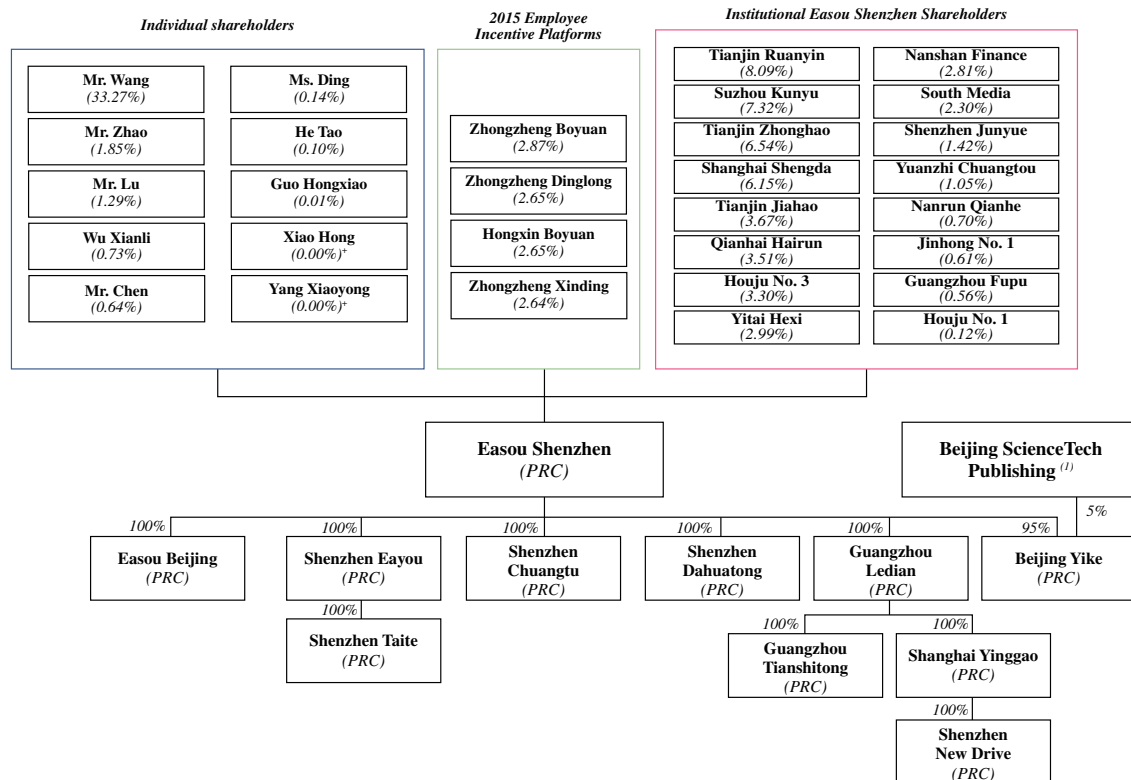 Individual shareholders
2015 Employee
Incentive Platforms
Institutional Easou Shenzhen Shareholders
Mr. Wang
(33.27%)
Ms. Ding
(0.14%)
Mr. Zhao
(1.85%)
He Tao
(0.10%)
Mr. Lu
(1.29%)
Guo Hongxiao
(0.01%)
Wu Xianli
(0.73%)
Xiao Hong
(0.00%)+
Mr. Chen
(0.64%)
Yang Xiaoyong
(0.00%)+
Zhongzheng Boyuan
(2.87%)
Zhongzheng Dinglong
(2.65%)
Hongxin Boyuan
(2.65%)
Zhongzheng Xinding
(2.64%)
Tianjin Ruanyin
(8.09%)
Nanshan Finance
(2.81%)
Suzhou Kunyu
(7.32%)
South Media
(2.30%)
Tianjin Zhonghao
(6.54%)
Shenzhen Junyue
(1.42%)
Shanghai Shengda
(6.15%)
Yuanzhi Chuangtou
(1.05%)
Tianjin Jiahao
(3.67%)
Nanrun Qianhe
(0.70%)
Qianhai Hairun
(3.51%)
Jinhong No. 1
(0.61%)
Houju No. 3
(3.30%)
Guangzhou Fupu
(0.56%)
Yitai Hexi
(2.99%)
Houju No. 1
(0.12%)
Easou Shenzhen
(PRC)
Beijing ScienceTech
Publishing (1)
100%
100%
100%
100%
100%
95%
5%
Easou Beijing
(PRC)
Shenzhen Eayou
(PRC)
Shenzhen
Chuangtu
(PRC)
Shenzhen
Dahuatong
(PRC)
Guangzhou
Ledian
(PRC)
Beijing Yike
(PRC)
100%
Shenzhen Taite
(PRC)
100%
100%
Guangzhou
Tianshitong
(PRC)
Shanghai Yinggao
(PRC)
100%
Shenzhen
New Drive
(PRC)